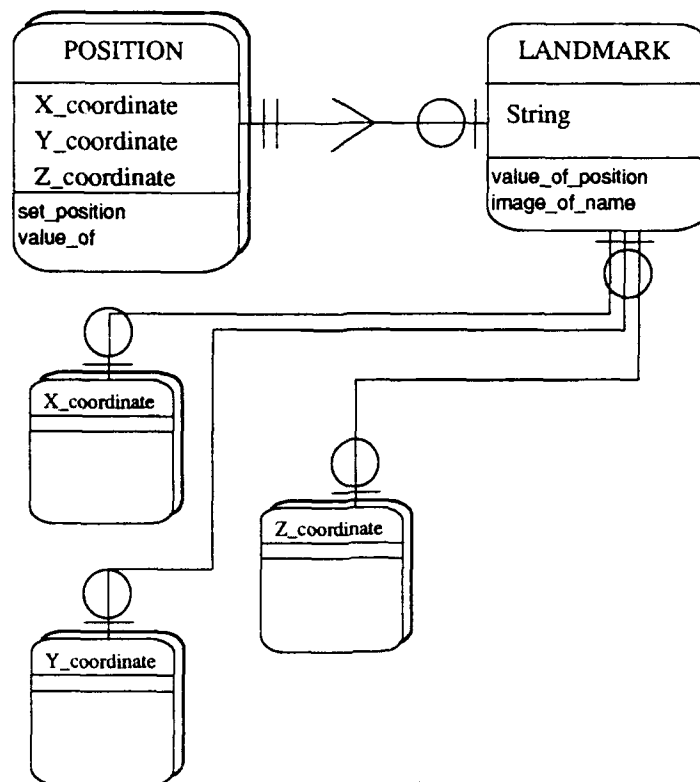 POSITION
X_coordinate
Y_coordinate
Z_coordinate
set_position
value_of
LANDMARK
String
value_of_position
image_of_name
X_coordinate
Z_coordinate
Y_coordinate